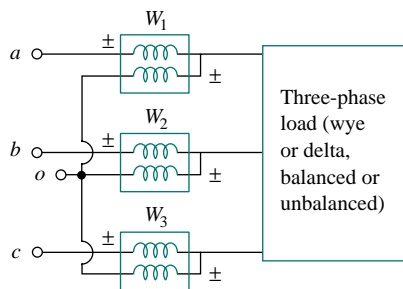 W1
a ±
±
W2
b ±
o
±
W3
c ±
±
Three-phase
load (wye
or delta,
balanced or
unbalanced)